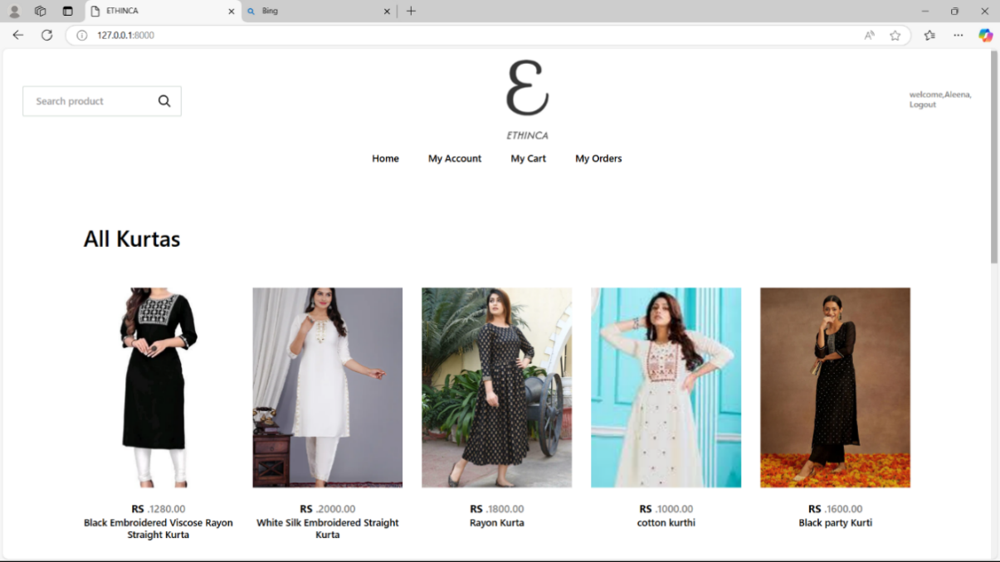 ETHINCA
Bing
127.0.0.1:8000
Search product
ε
ETHINCA
welcome,Aleena,
Logout
Home My Account My Cart My Orders
All Kurtas
RS .1280.00
Black Embroidered Viscose Rayon
Straight Kurta
RS .2000.00
White Silk Embroidered Straight
Kurta
RS .1800.00
Rayon Kurta
RS .1000.00
cotton kurthi
RS .1600.00
Black party Kurti